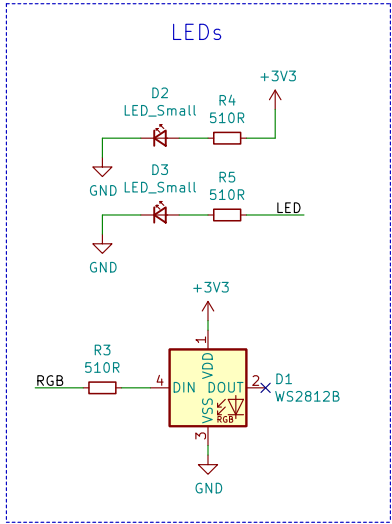 LEDs
+3V3
D2
LED_Small
R4
510R
GND
D3
LED_Small
R5
510R
LED
GND
+3V3
1
R3
510R
RGB
4
DIN
VDD
DOUT
2
D1
WS2812B
VSS
RGB
3
GND